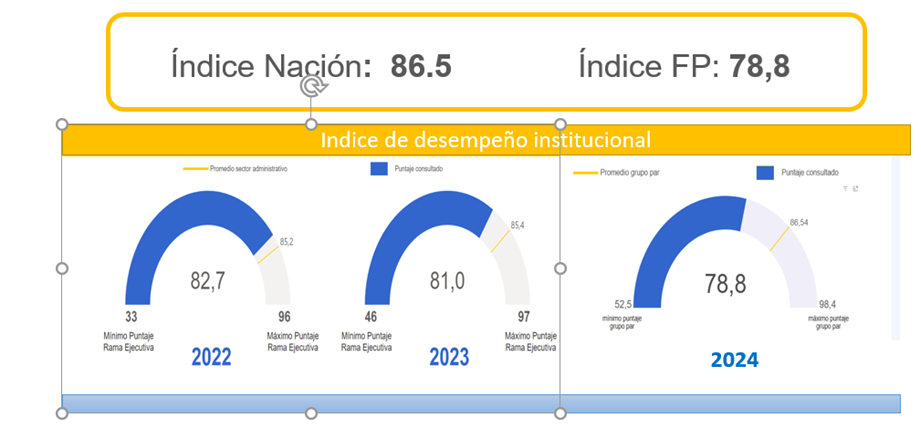 Índice Nación: 86.5
Índice FP: 78,8
Indice de desempeño institucional
Promedio sector administrativo
Puntaje consultado
Promedio grupo par
Puntaje consultado
85,2
85,4
86,54
82,7
81,0
78,8
33
96
46
97
52,5
98,4
Mínimo Puntaje
Rama Ejecutiva
Máximo Puntaje
Rama Ejecutiva
Mínimo Puntaje
Rama Ejecutiva
Máximo Puntaje
Rama Ejecutiva
mínimo puntaje
grupo par
máximo puntaje
grupo par
2022
2023
2024